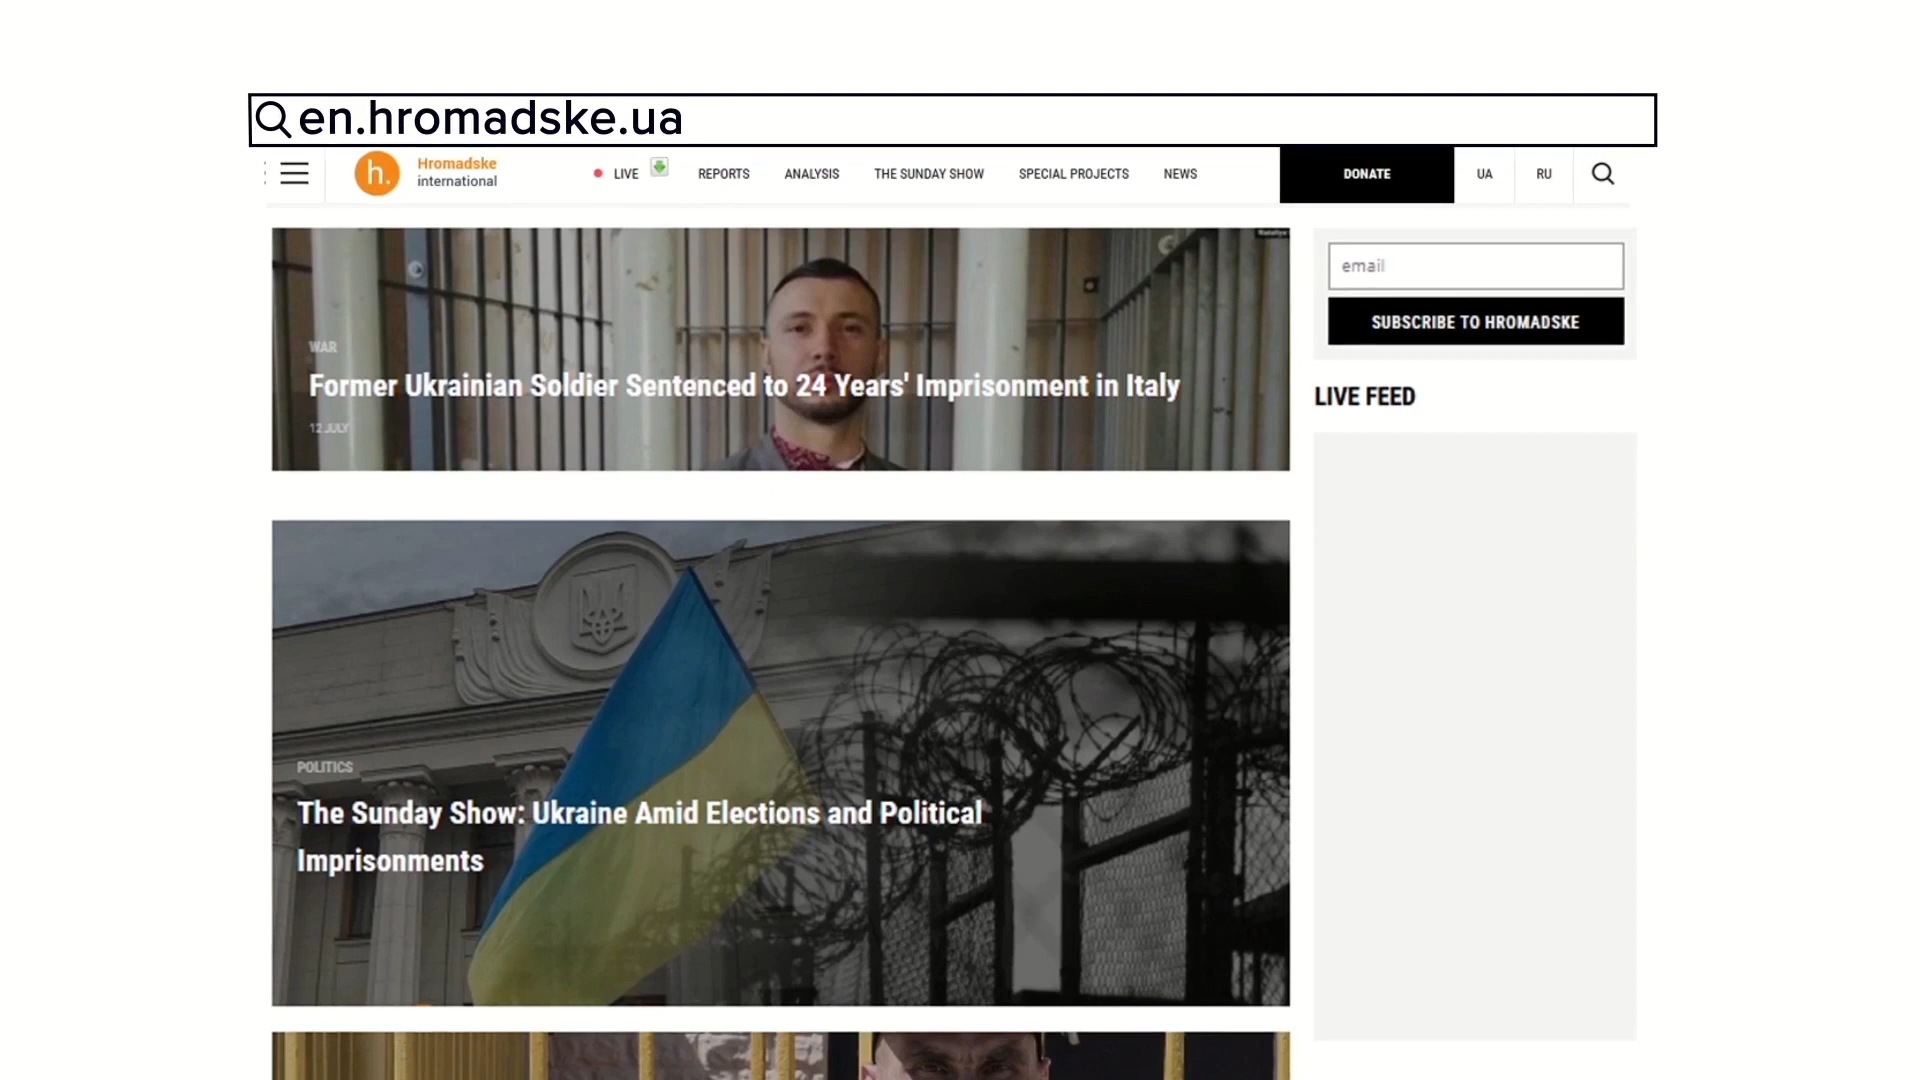 en.hromadske.ua
h. Hromadske
international
LIVE REPORTS ANALYSIS THE SUNDAY SHOW SPECIAL PROJECTS NEWS DONATE UA RU
WAR
Former Ukrainian Soldier Sentenced to 24 Years' Imprisonment in Italy
12 JULY
email
SUBSCRIBE TO HROMADSKE
LIVE FEED
POLITICS
The Sunday Show: Ukraine Amid Elections and Political
Imprisonments